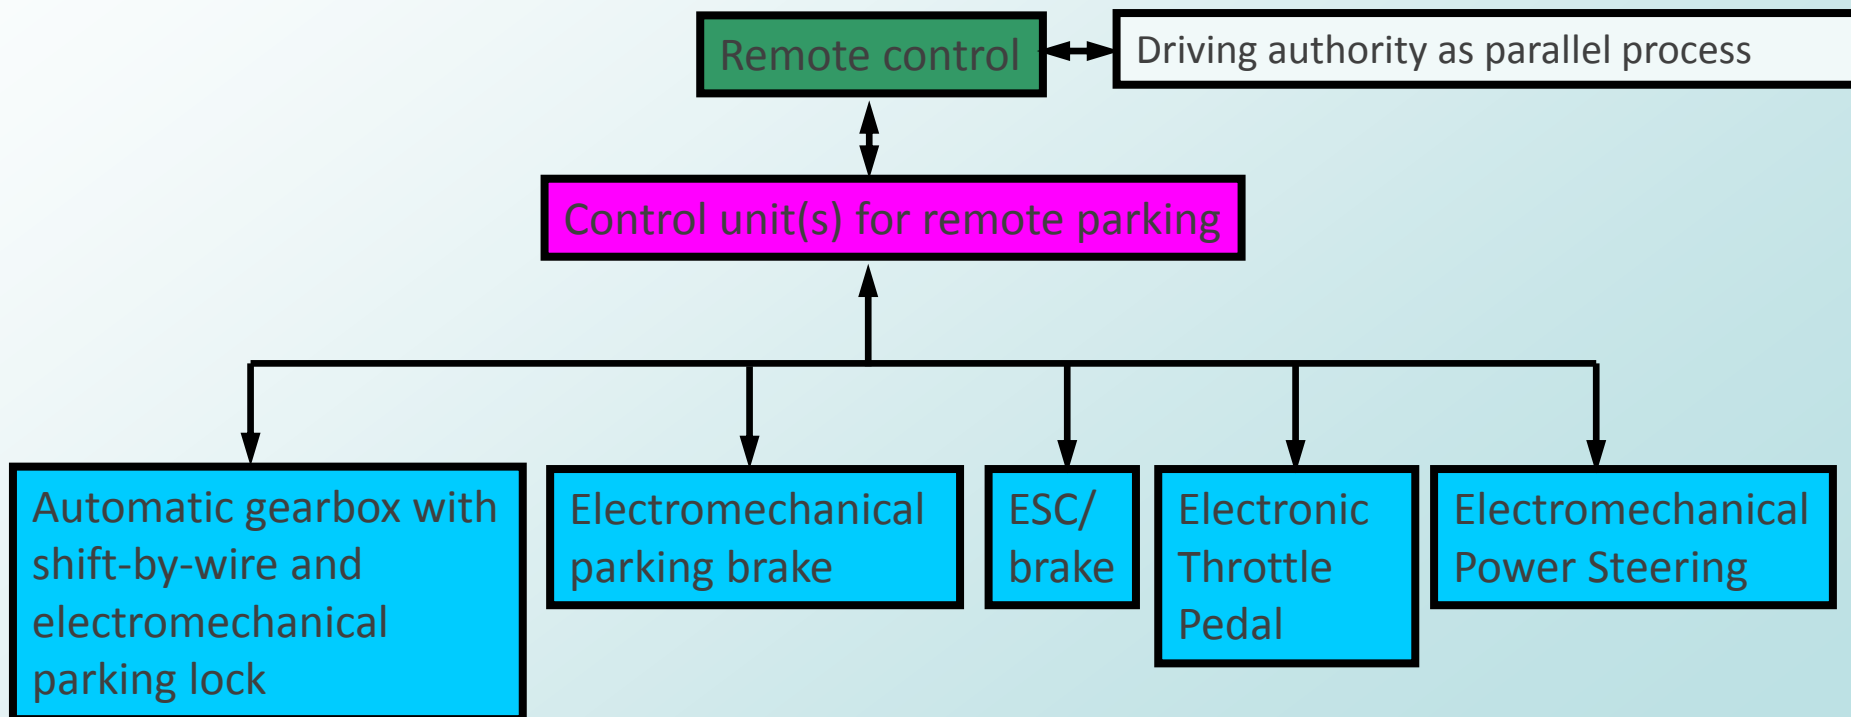 Remote control
Driving authority as parallel process
Control unit(s) for remote parking
Automatic gearbox with
shift-by-wire and
electromechanical
parking lock
Electromechanical
parking brake
ESC/
brake
Electronic
Throttle
Pedal
Electromechanical
Power Steering